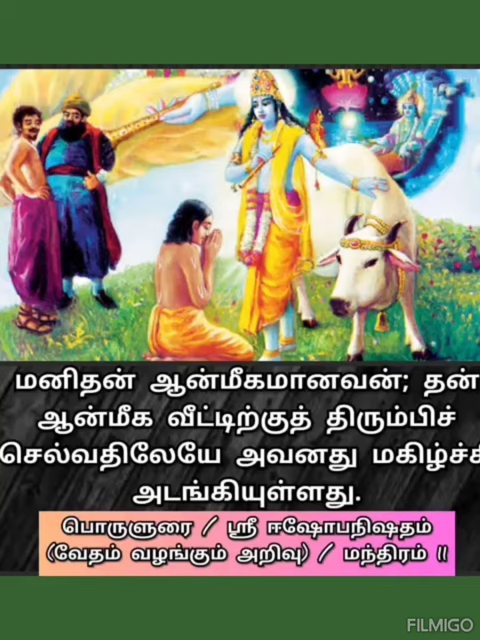 மனிதன் ஆன்மீகமானவன்; தன்
ஆன்மீக வீட்டிற்குத் திரும்பிச்
செல்வதிலேயே அவனது மகிழ்ச்சி
அடங்கியுள்ளது.
பொருளுரை / ஸ்ரீ ஈஷோபநிஷதம்
(வேதம் வழங்கும் அறிவு) / மந்திரம் 11
FILMIGO